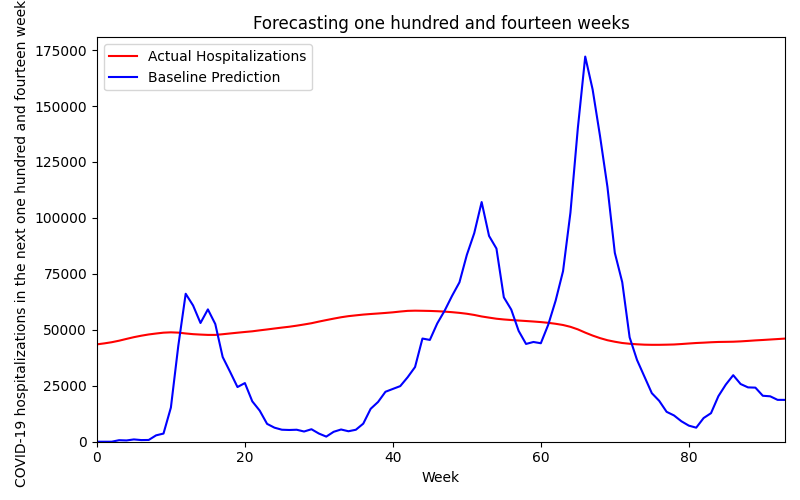 Forecasting one hundred and fourteen weeks
Actual Hospitalizations
Baseline Prediction
COVID-19 hospitalizations in the next one hundred and fourteen week
175000
150000
125000
100000
75000
50000
25000
0
0 20 40 60 80
Week